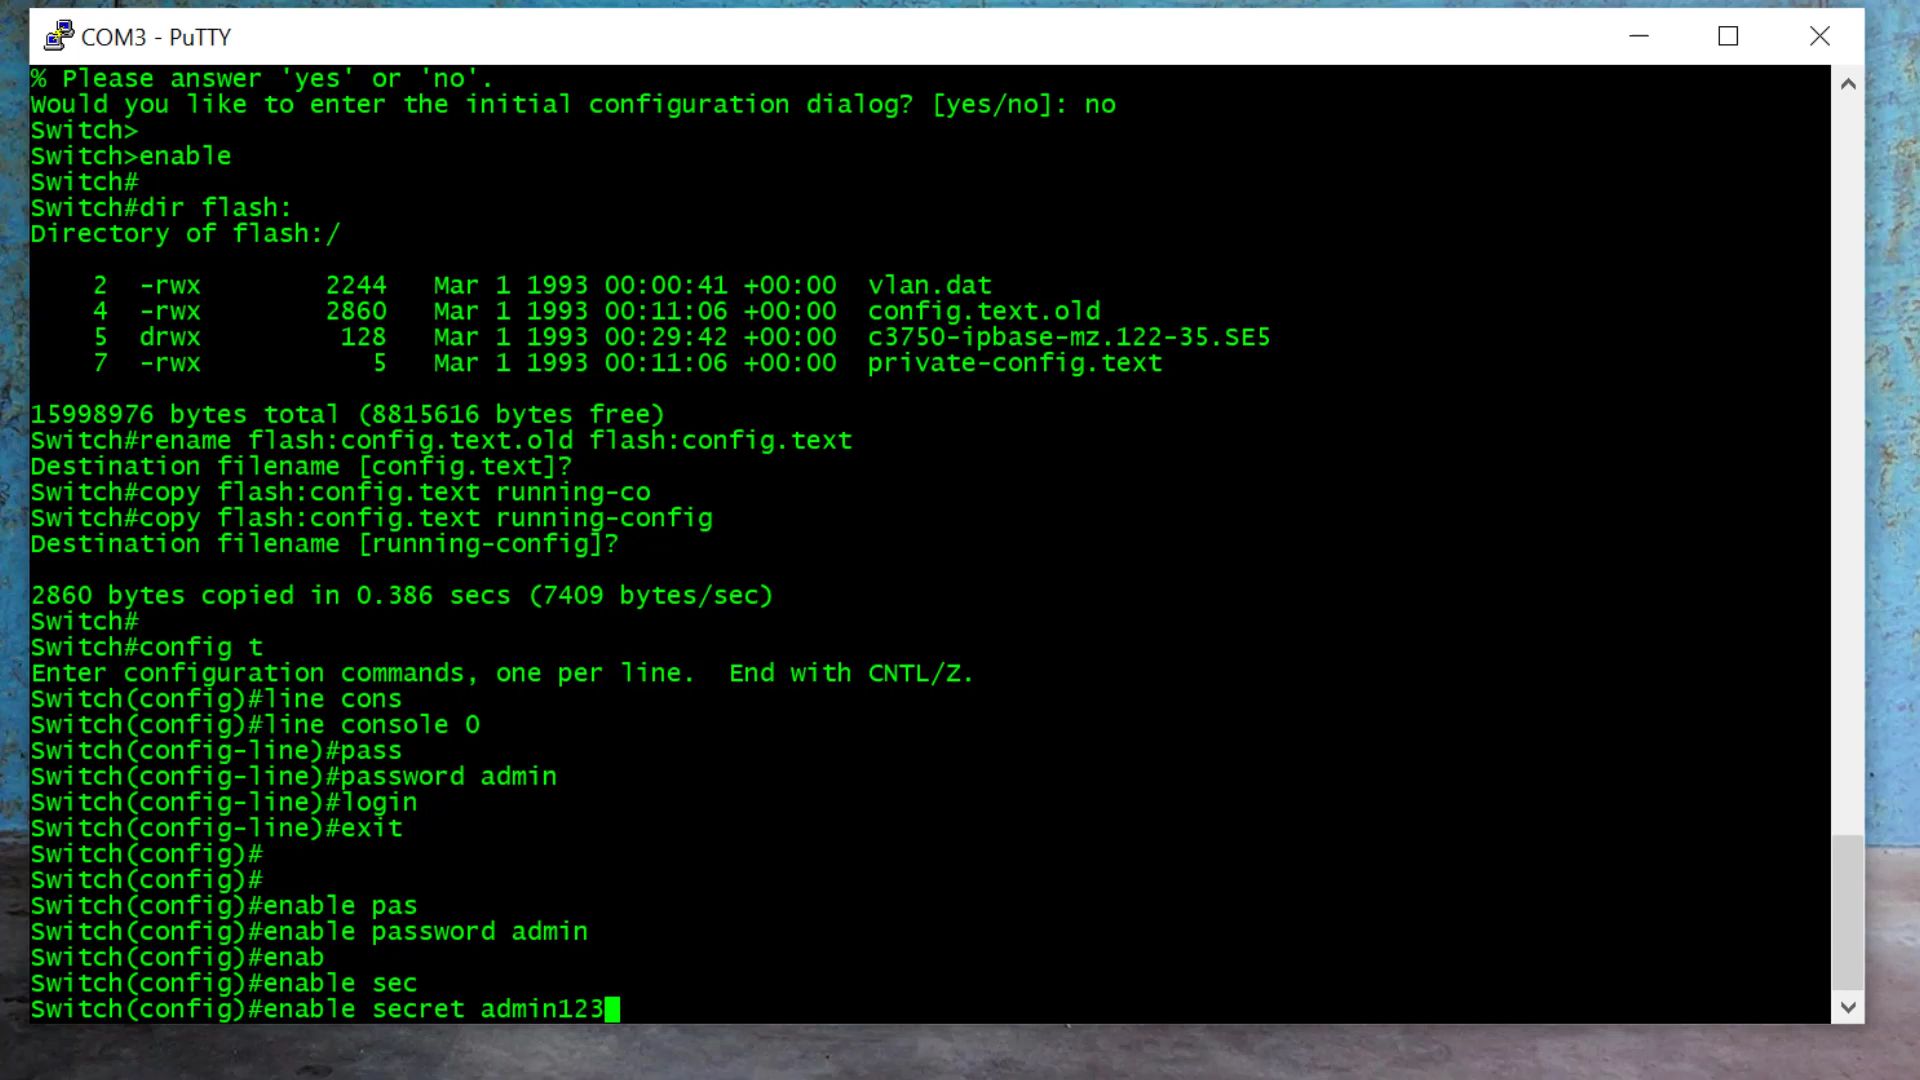 COM3 - PuTTY
% Please answer 'yes' or 'no'.
Would you like to enter the initial configuration dialog? [yes/no]: no
Switch>
Switch>enable
Switch#
Switch#dir flash:
Directory of flash:/
2 -rwx 2244 Mar 1 1993 00:00:41 +00:00 vlan.dat
4 -rwx 2860 Mar 1 1993 00:11:06 +00:00 config.text.old
5 drwx 128 Mar 1 1993 00:29:42 +00:00 c3750-ipbase-mz.122-35.SE5
7 -rwx 5 Mar 1 1993 00:11:06 +00:00 private-config.text
15998976 bytes total (8815616 bytes free)
Switch#rename flash:config.text.old flash:config.text
Destination filename [config.text]?
Switch#copy flash:config.text running-co
Switch#copy flash:config.text running-config
Destination filename [running-config]?
2860 bytes copied in 0.386 secs (7409 bytes/sec)
Switch#
Switch#config t
Enter configuration commands, one per line.  End with CNTL/Z.
Switch(config)#line cons
Switch(config)#line console 0
Switch(config-line)#pass
Switch(config-line)#password admin
Switch(config-line)#login
Switch(config-line)#exit
Switch(config)#
Switch(config)#
Switch(config)#enable pas
Switch(config)#enable password admin
Switch(config)#enab
Switch(config)#enable sec
Switch(config)#enable secret admin123